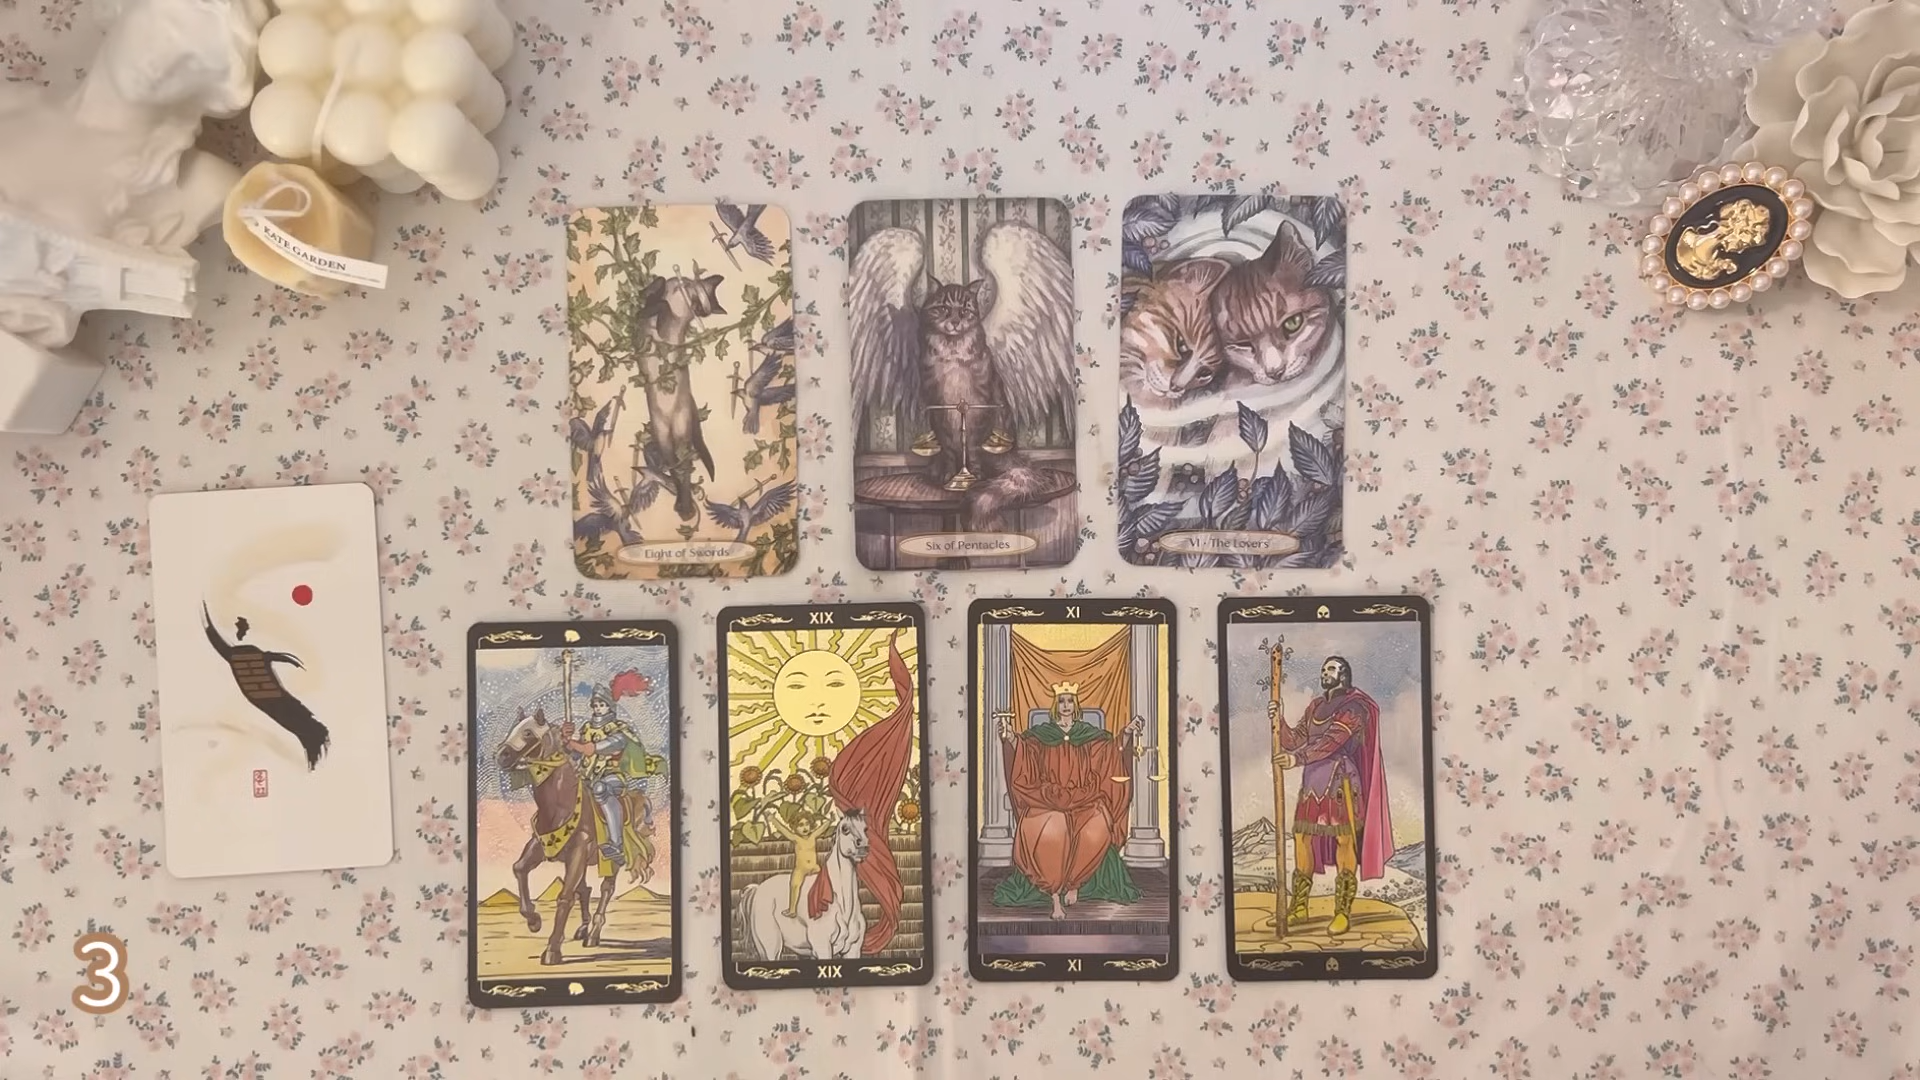 KATE GARDEN
Eight of Swords
Six of Pentacles
VI · The Lovers
XIX
XI
XIX
XI
3